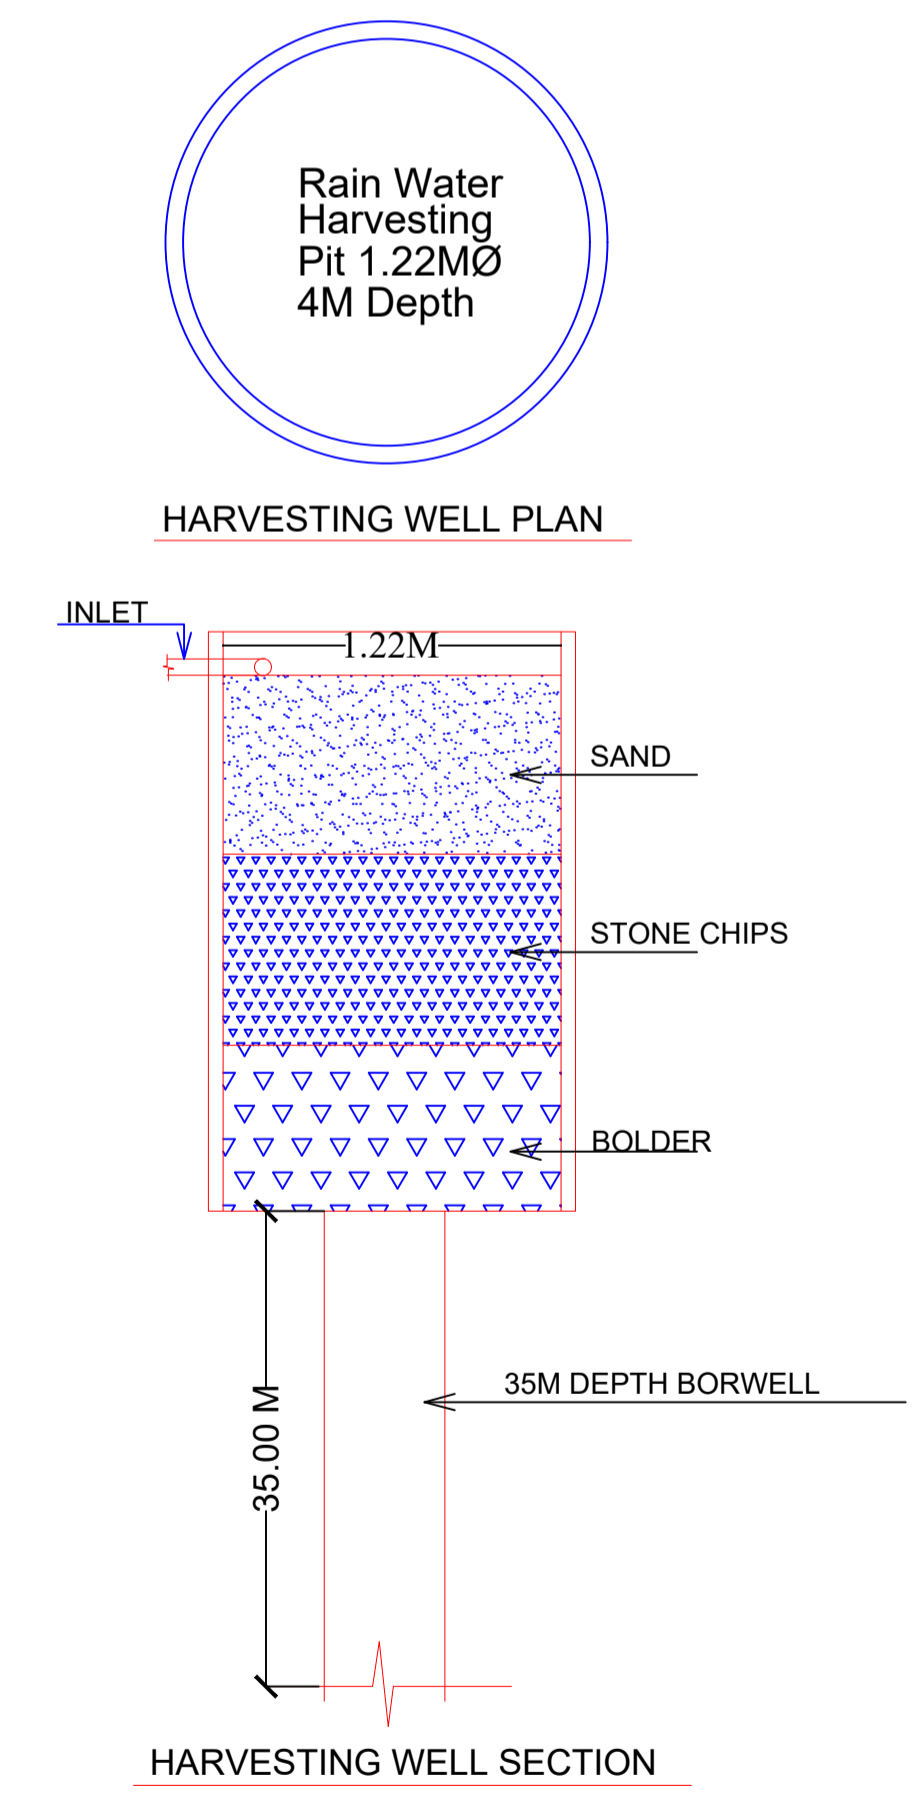 Rain Water
Harvesting
Pit 1.22MØ
4M Depth
HARVESTING WELL PLAN
INLET
1.22M
SAND
STONE CHIPS
BOLDER
35M DEPTH BORWELL
35.00 M
HARVESTING WELL SECTION